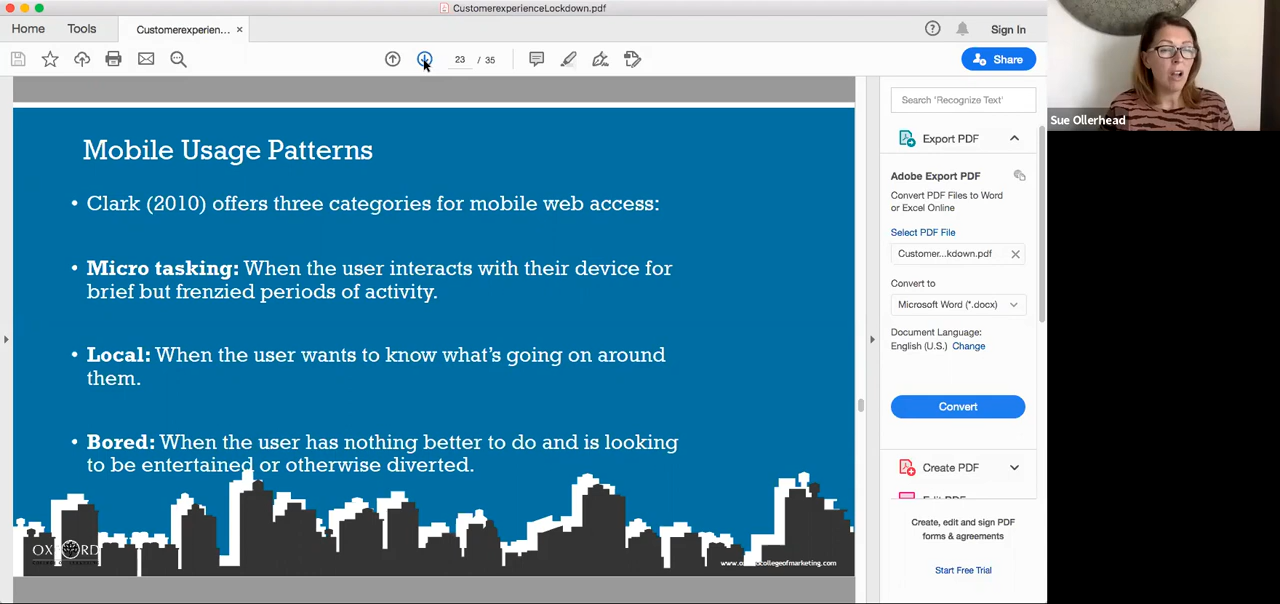 CustomerexperienceLockdown.pdf
Home
Tools
Customerexperien...
Sign In
23 / 35
Share
Sue Ollerhead
Mobile Usage Patterns
• Clark (2010) offers three categories for mobile web access:
• Micro tasking: When the user interacts with their device for
brief but frenzied periods of activity.
• Local: When the user wants to know what's going on around
them.
• Bored: When the user has nothing better to do and is looking
to be entertained or otherwise diverted.
OXFORD
Search 'Recognize Text'
Export PDF
Adobe Export PDF
Convert PDF Files to Word
or Excel Online
Select PDF File
Customer...kdown.pdf
Convert to
Microsoft Word (*.docx)
Document Language:
English (U.S.) Change
Convert
Create PDF
Edit PDF
Create, edit and sign PDF
forms & agreements
Start Free Trial